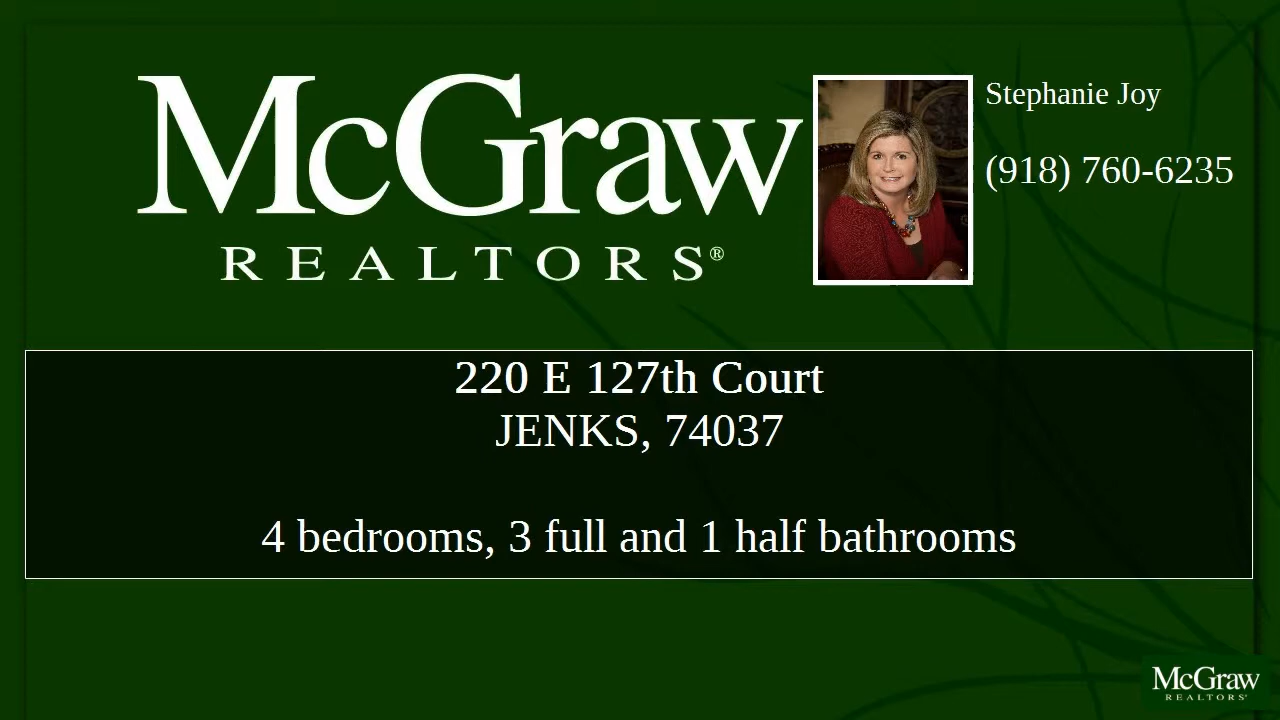 McGraw
REALTORS®
Stephanie Joy
(918) 760-6235
220 E 127th Court
JENKS, 74037
4 bedrooms, 3 full and 1 half bathrooms
McGraw
REALTORS®